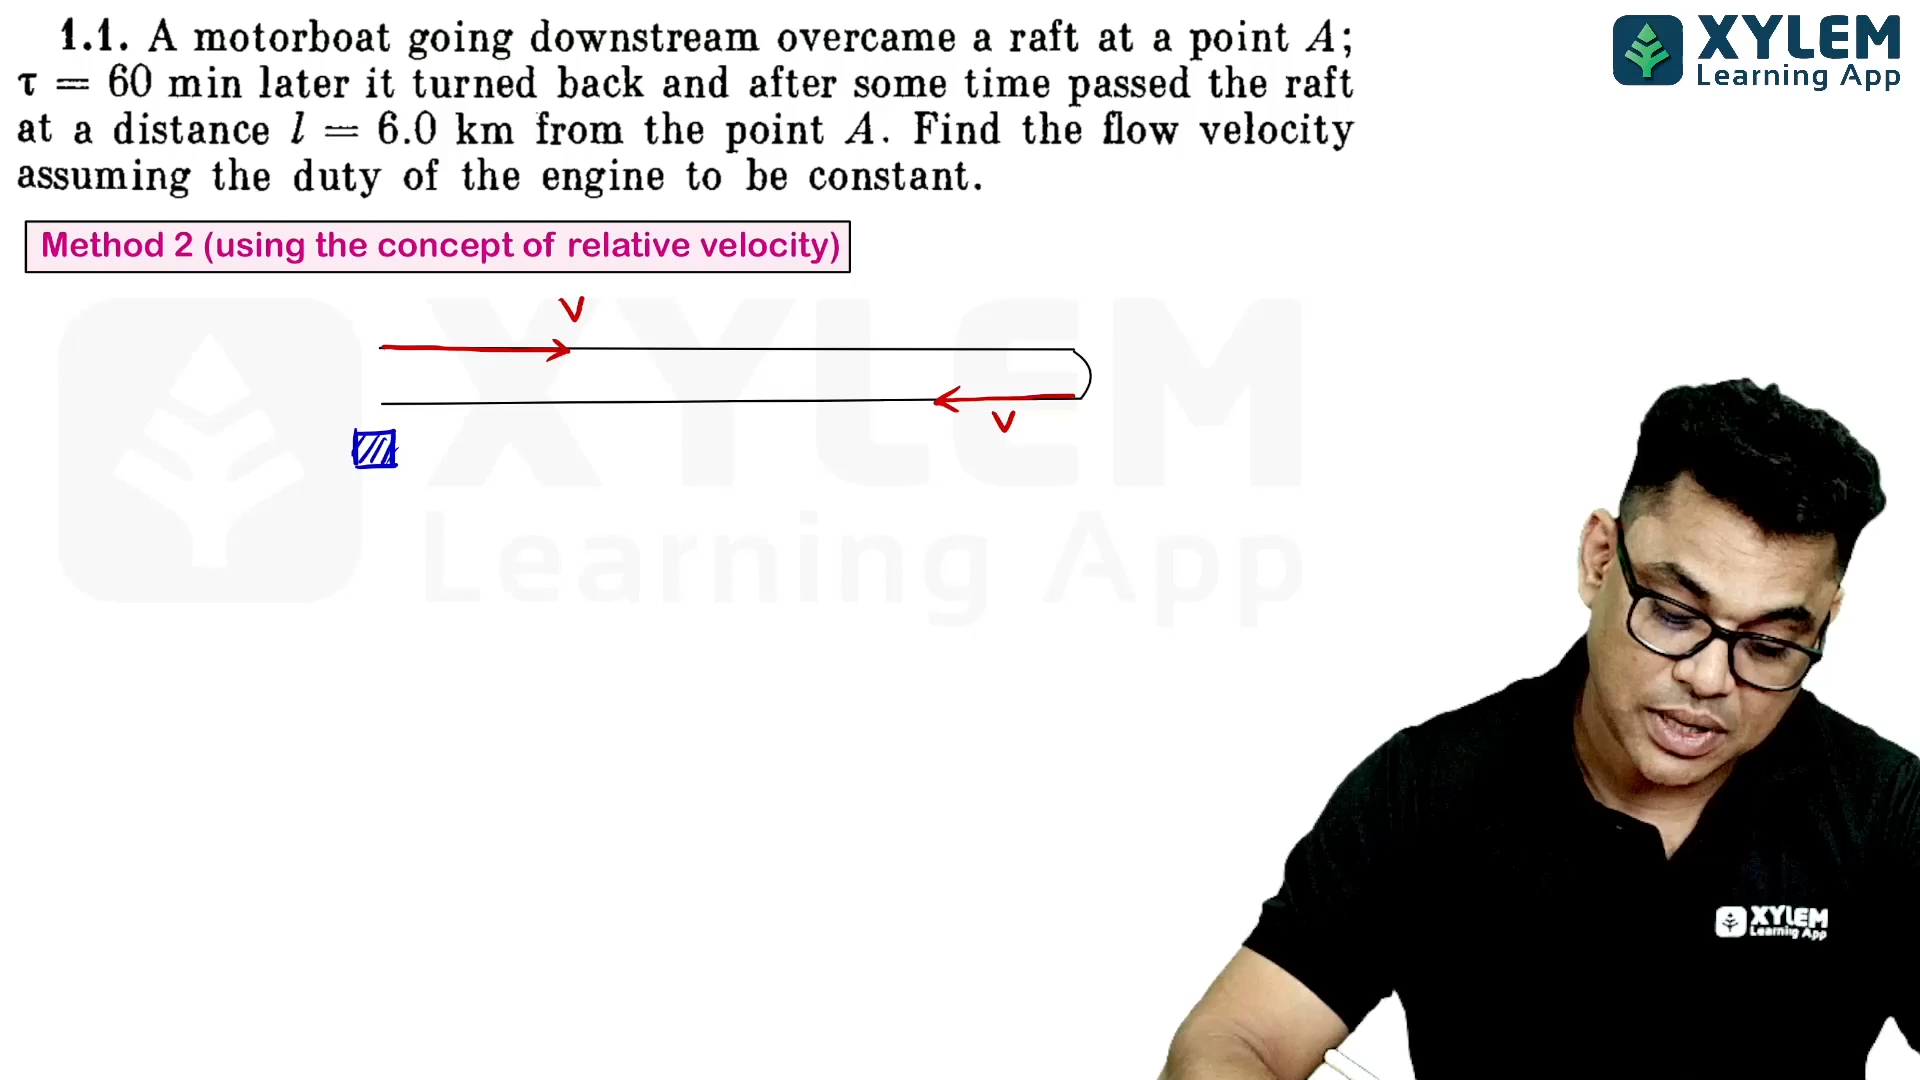 1.1. A motorboat going downstream overcame a raft at a point A;
τ = 60 min later it turned back and after some time passed the raft
at a distance l = 6.0 km from the point A. Find the flow velocity
assuming the duty of the engine to be constant.
XYLEM
Learning App
Method 2 (using the concept of relative velocity)
V
V
XYLEM
Learning App
XYLEM
Learning App